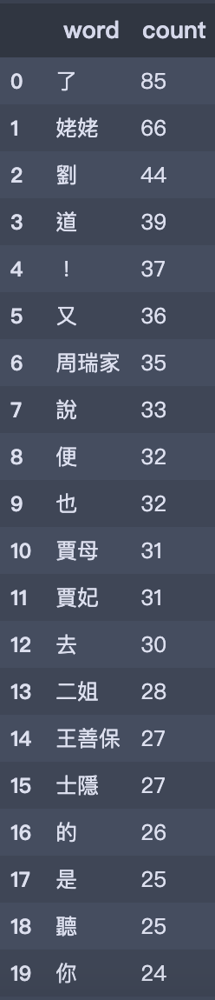 word count
0 了 85
1 姥姥 66
2 劉 44
3 道 39
4 ！ 37
5 又 36
6 周瑞家 35
7 說 33
8 便 32
9 也 32
10 賈母 31
11 賈妃 31
12 去 30
13 二姐 28
14 王善保 27
15 士隱 27
16 的 26
17 是 25
18 聽 25
19 你 24